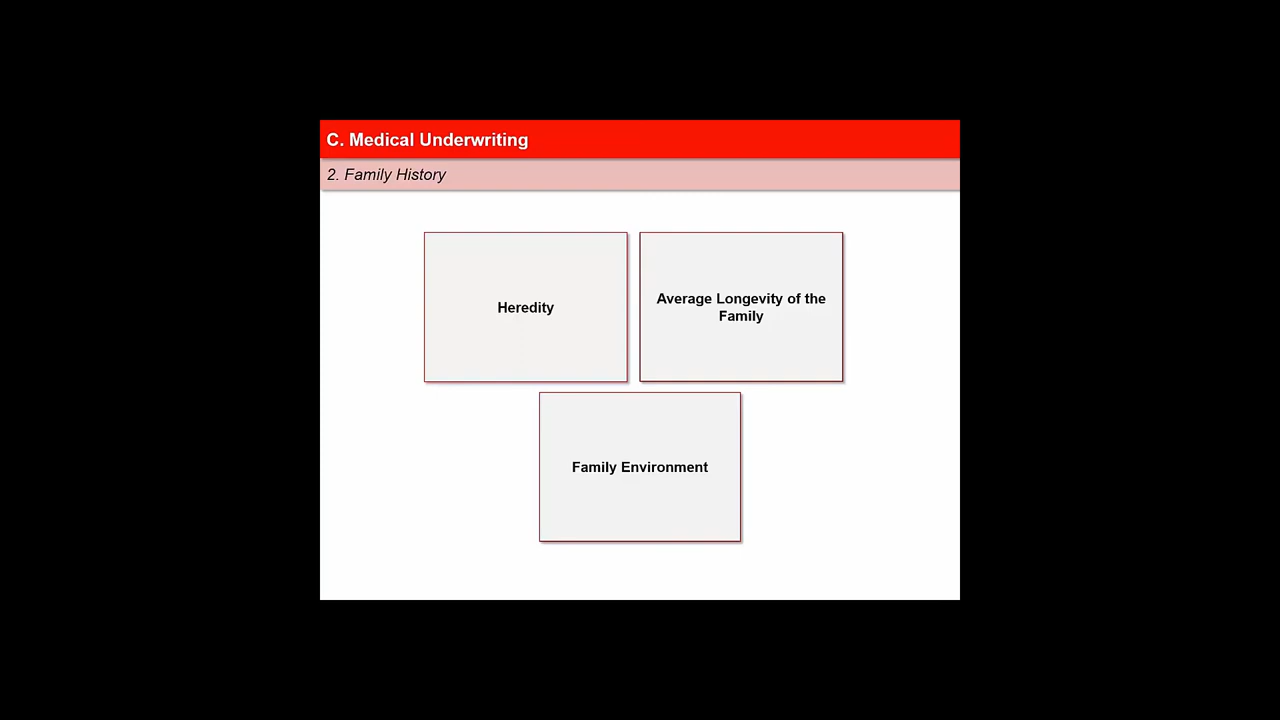 C. Medical Underwriting
2. Family History
Heredity
Average Longevity of the
Family
Family Environment